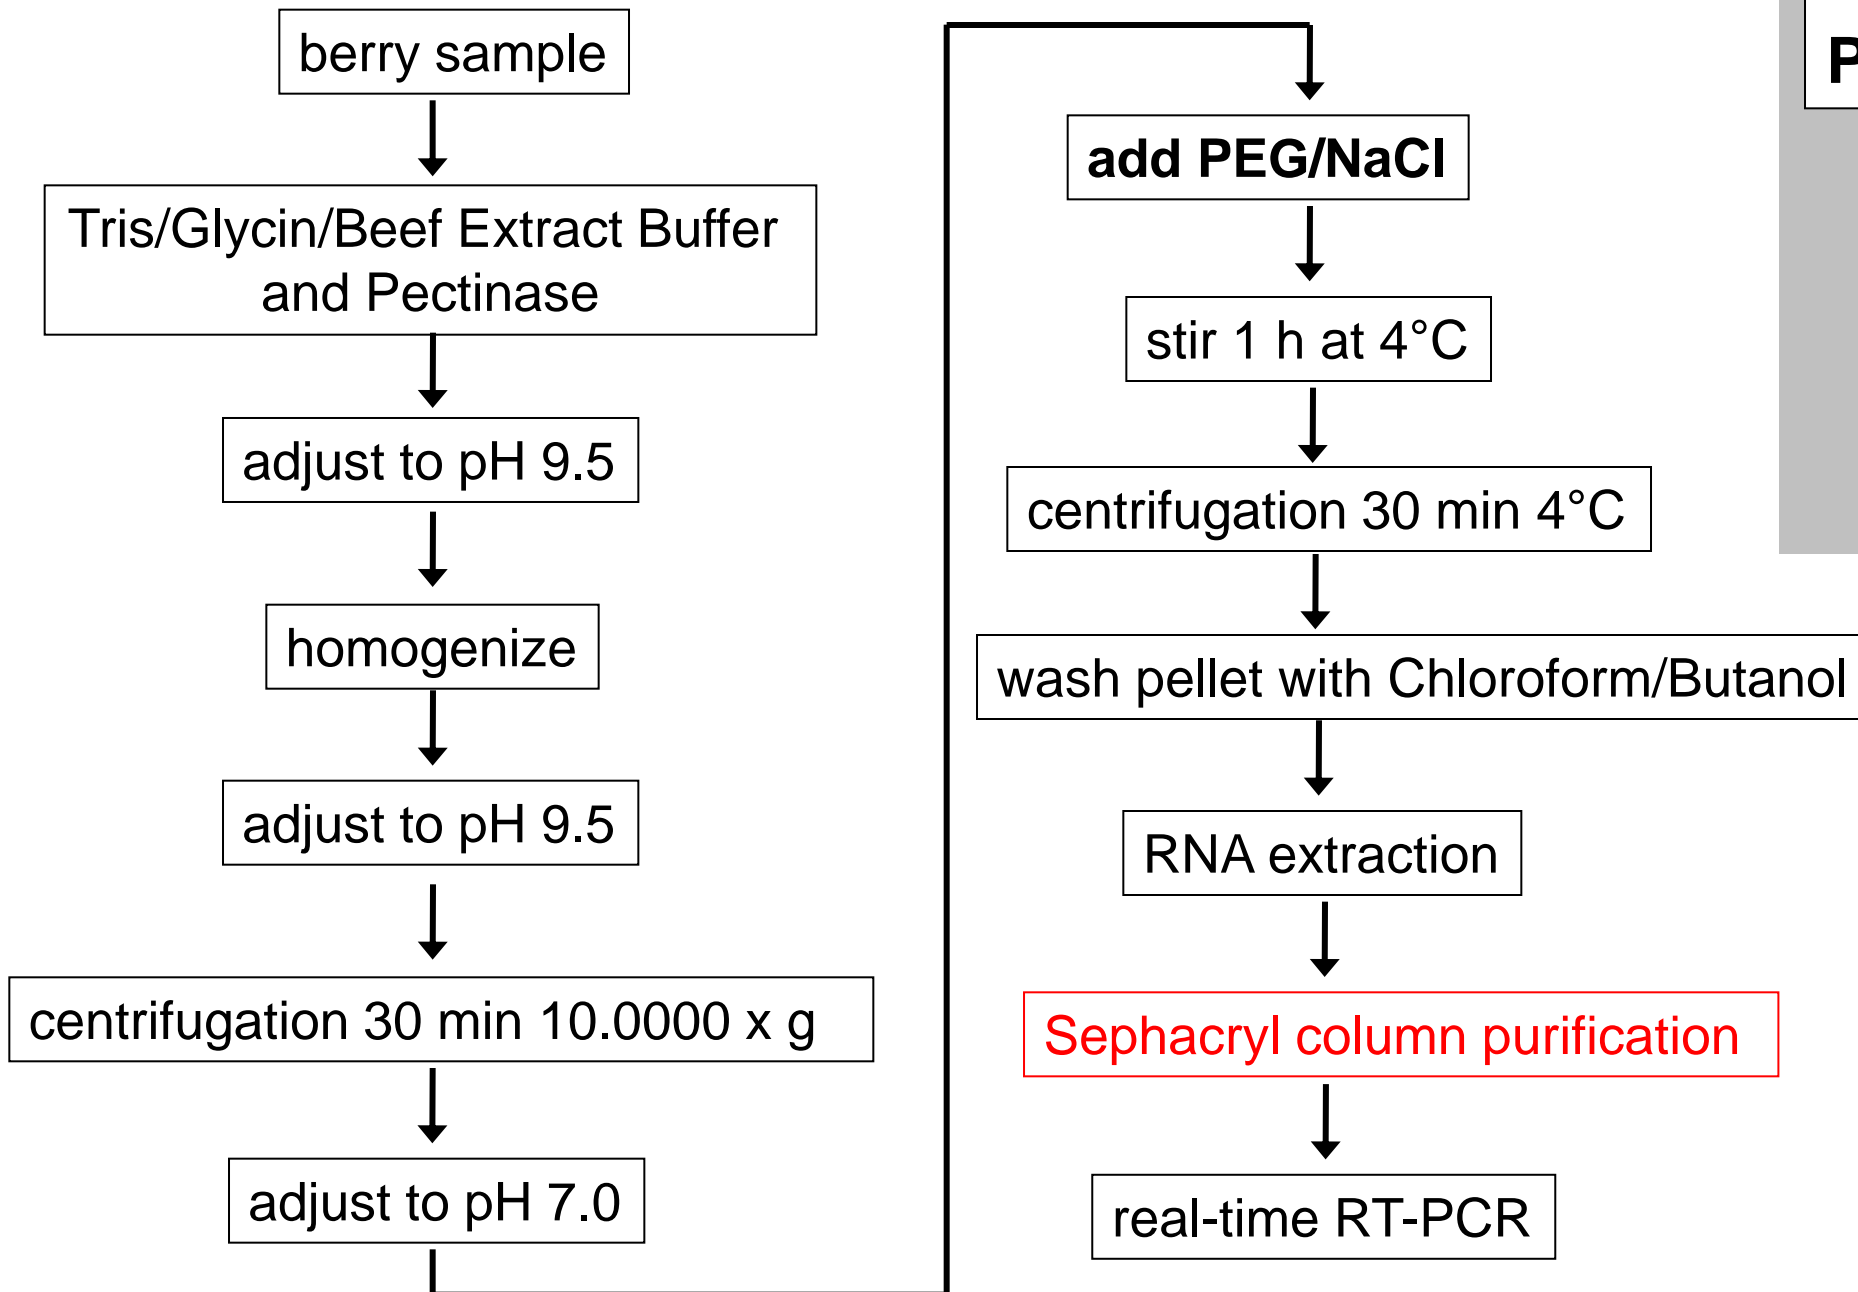 berry sample
Tris/Glycin/Beef Extract Buffer
and Pectinase
adjust to pH 9.5
homogenize
adjust to pH 9.5
centrifugation 30 min 10.0000 x g
adjust to pH 7.0
add PEG/NaCl
stir 1 h at 4°C
centrifugation 30 min 4°C
wash pellet with Chloroform/Butanol
RNA extraction
Sephacryl column purification
real-time RT-PCR